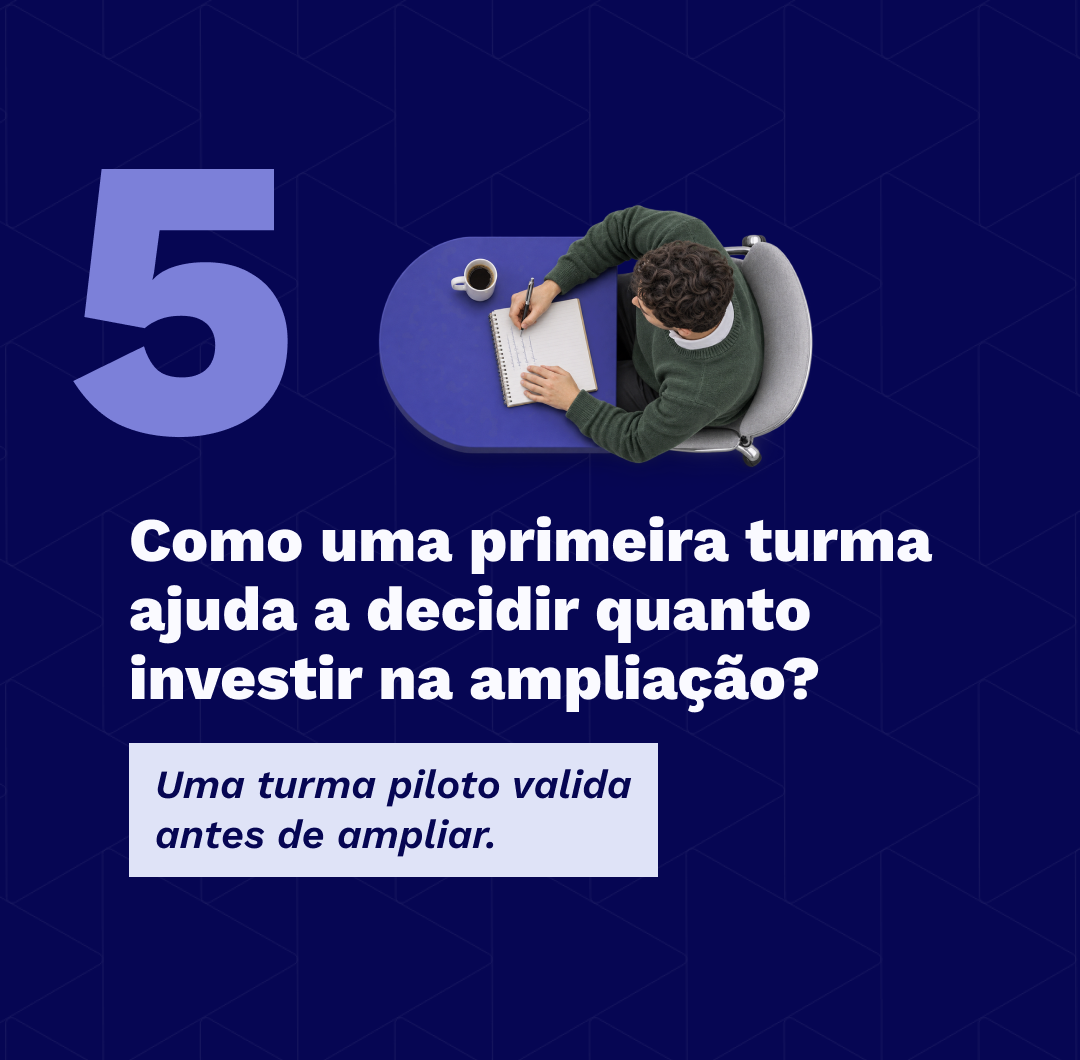 5
Como uma primeira turma
ajuda a decidir quanto
investir na ampliação?
Uma turma piloto valida
antes de ampliar.